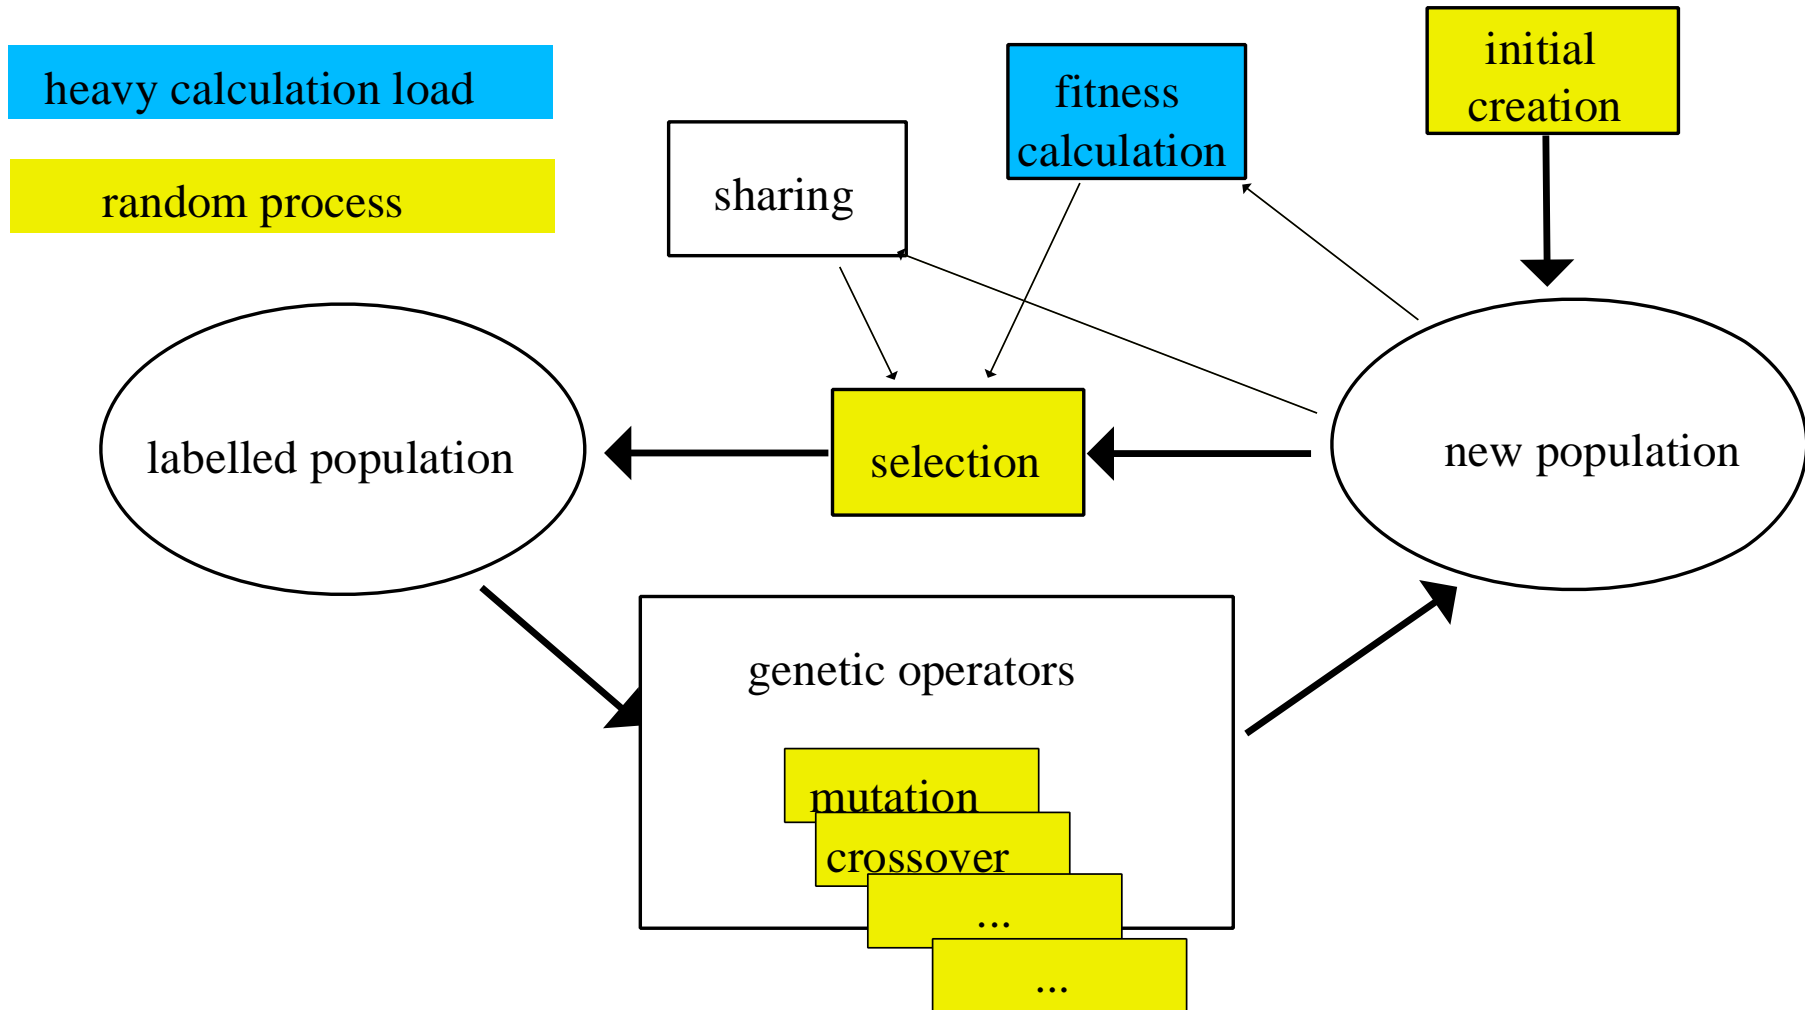 heavy calculation load
random process
sharing
fitness
calculation
initial
creation
labelled population
selection
new population
genetic operators
mutation
crossover
...
...